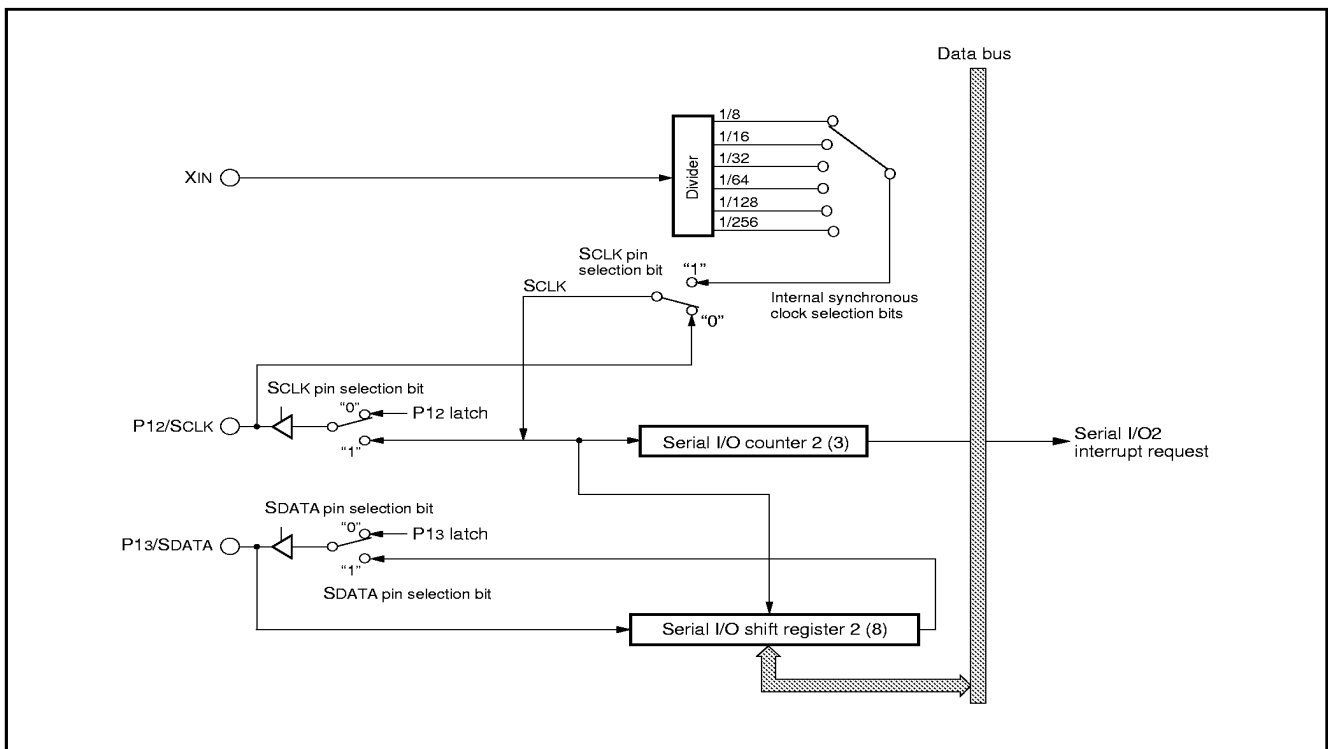 Data bus
1/8
1/16
1/32
1/64
1/128
1/256
Divider
XIN
SCLK pin
selection bit
“1”
SCLK
“0”
Internal synchronous
clock selection bits
SCLK pin selection bit
“0”
P12 latch
P12/SCLK
“1”
Serial I/O counter 2 (3)
Serial I/O2
interrupt request
SDATA pin selection bit
“0”
P13 latch
P13/SDATA
“1”
SDATA pin selection bit
Serial I/O shift register 2 (8)